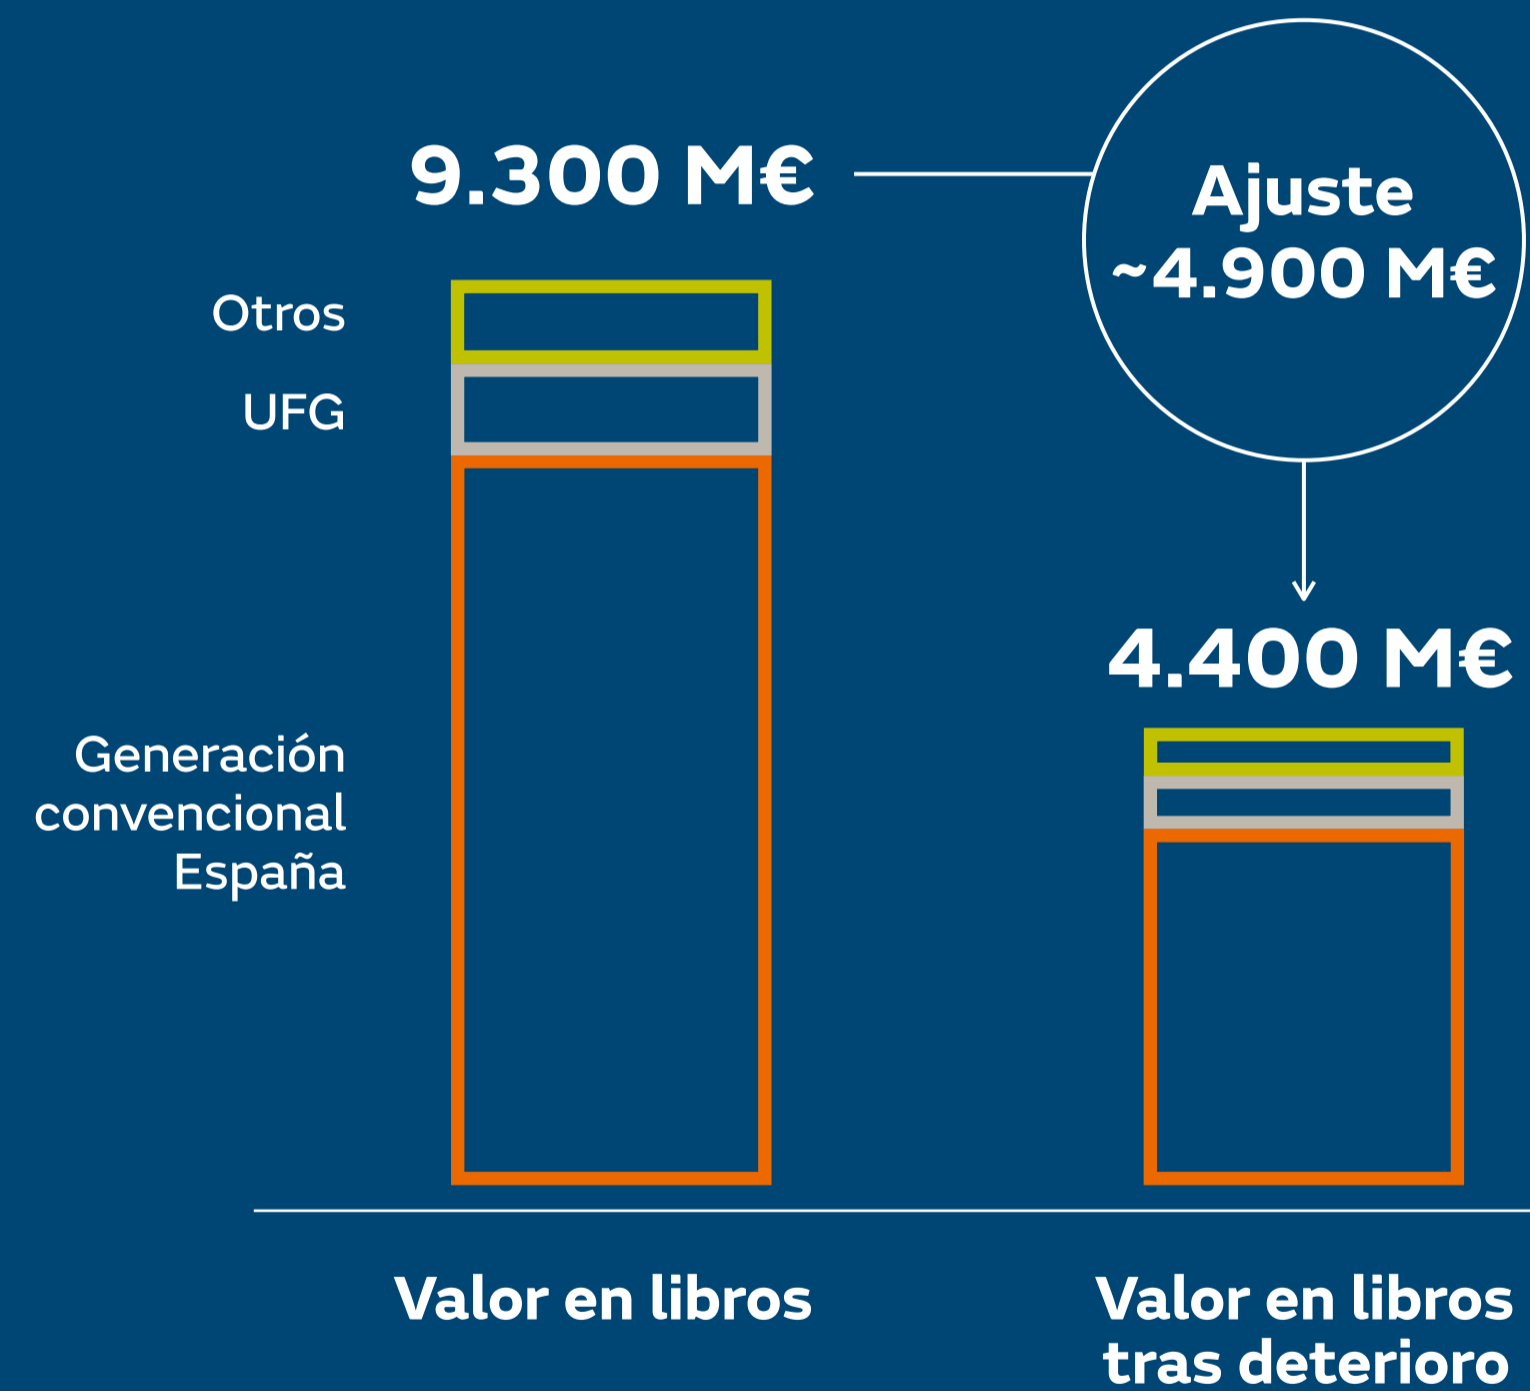 9.300 M€
Ajuste
~4.900 M€
Otros
UFG
4.400 M€
Generación
convencional
España
Valor en libros
Valor en libros
tras deterioro